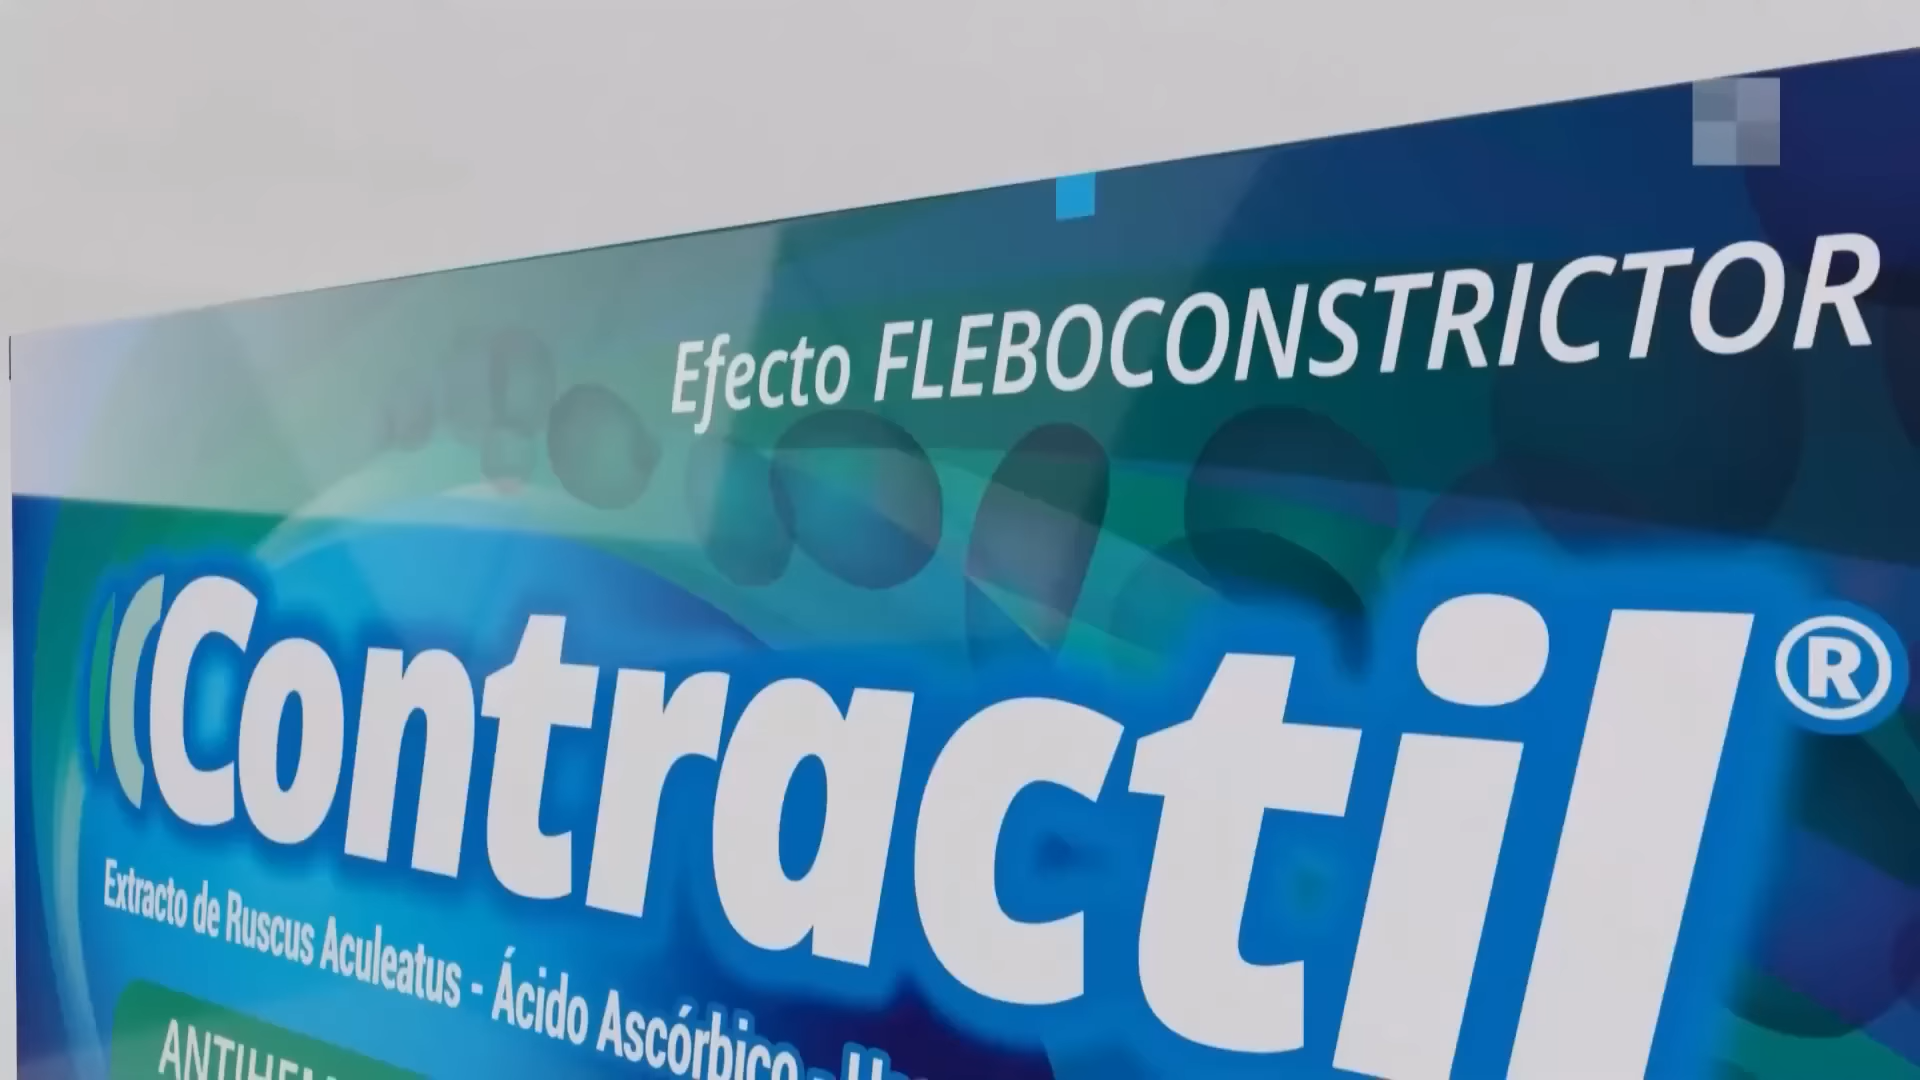 Efecto FLEBOCONSTRICTOR
Contractil®
Extracto de Ruscus Aculeatus - Ácido Ascórbico -